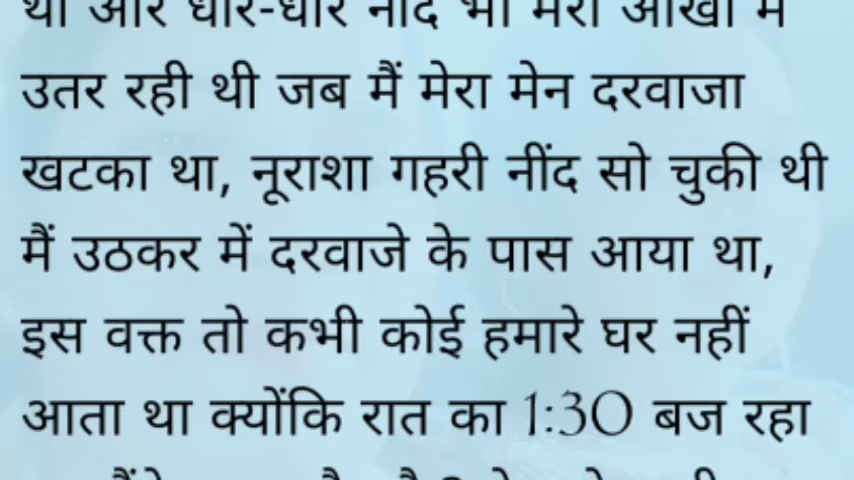 थी और धीरे-धीरे नींद भी मेरी आंखों में
उतर रही थी जब मैं मेरा मेन दरवाजा
खटका था, नूराशा गहरी नींद सो चुकी थी
मैं उठकर में दरवाजे के पास आया था,
इस वक्त तो कभी कोई हमारे घर नहीं
आता था क्योंकि रात का 1:30 बज रहा